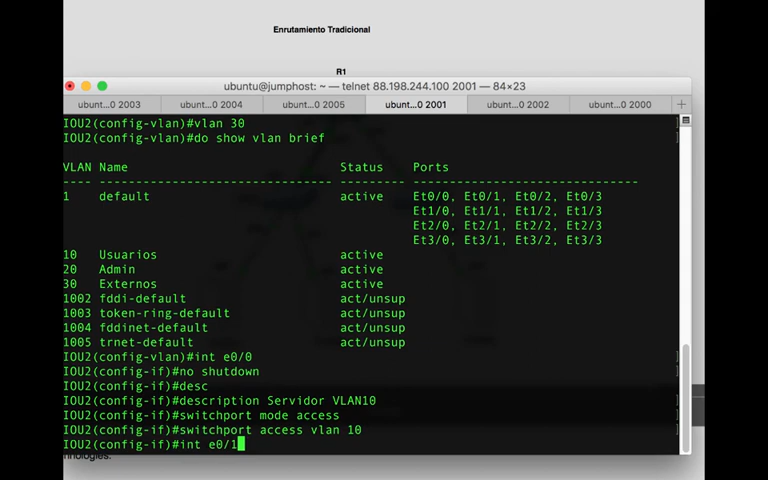 Enrutamiento Tradicional
R1
ubuntu@jumphost: ~ — telnet 88.198.244.100 2001 — 84×23
ubunt...0 2003 ubunt...0 2004 ubunt...0 2005 ubunt...0 2001 ubunt...0 2002 ubunt...0 2000 +
IOU2(config-vlan)#vlan 30
IOU2(config-vlan)#do show vlan brief
VLAN Name Status Ports
---- -------------------------------- --------- -------------------------------
1 default active Et0/0, Et0/1, Et0/2, Et0/3
Et1/0, Et1/1, Et1/2, Et1/3
Et2/0, Et2/1, Et2/2, Et2/3
Et3/0, Et3/1, Et3/2, Et3/3
10 Usuarios active
20 Admin active
30 Externos active
1002 fddi-default act/unsup
1003 token-ring-default act/unsup
1004 fddinet-default act/unsup
1005 trnet-default act/unsup
IOU2(config-vlan)#int e0/0
IOU2(config-if)#no shutdown
IOU2(config-if)#desc
IOU2(config-if)#description Servidor VLAN10
IOU2(config-if)#switchport mode access
IOU2(config-if)#switchport access vlan 10
IOU2(config-if)#int e0/1